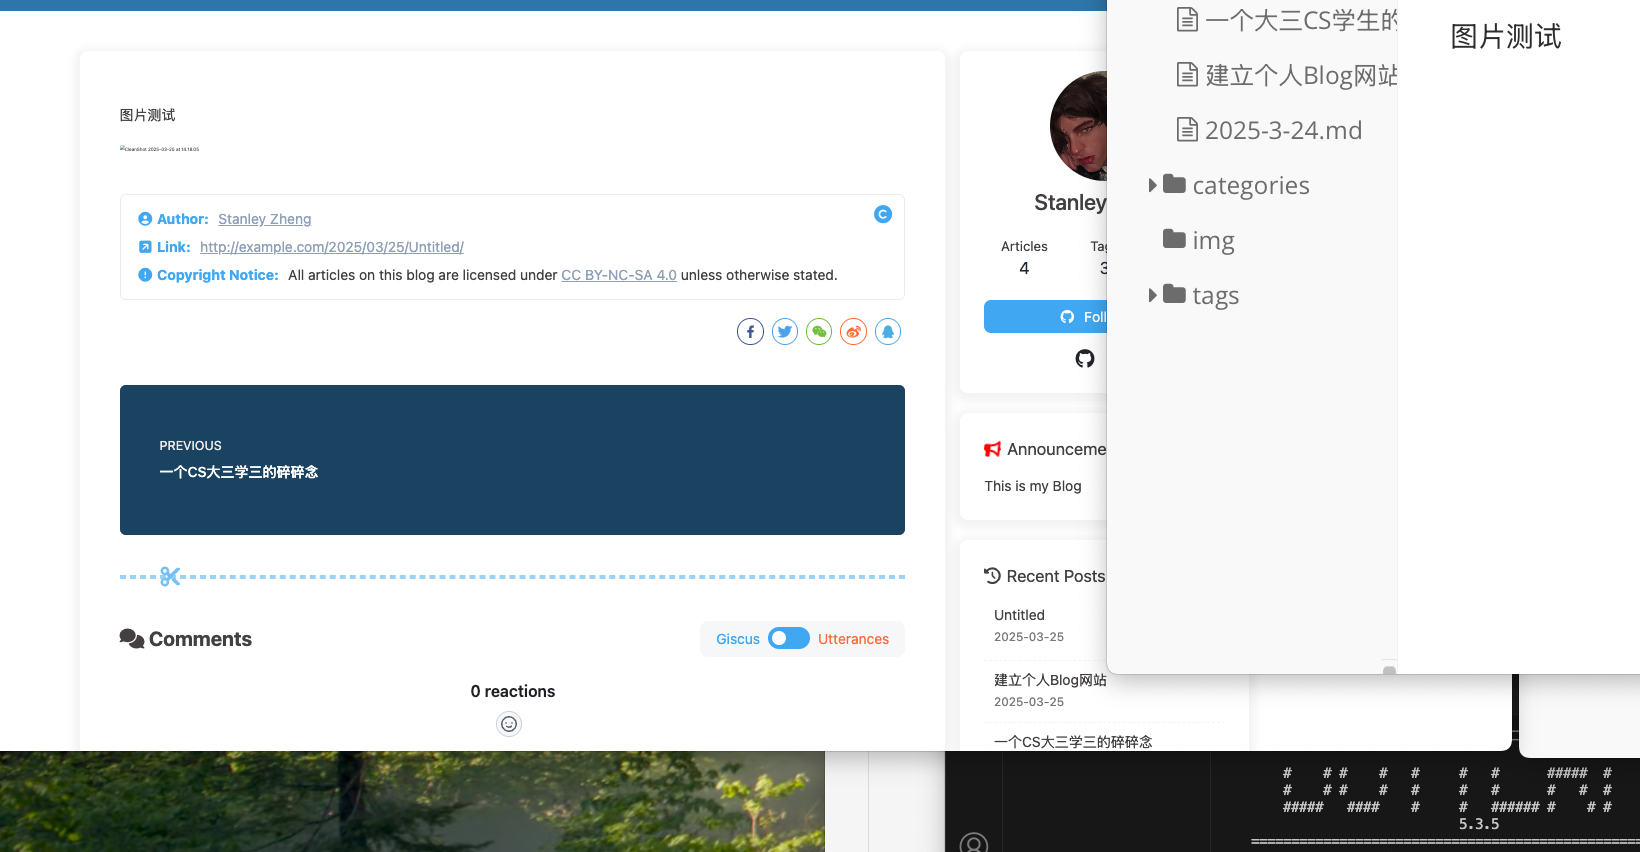 图片测试
CleanShot 2025-03-25 at 14.18.05
Author: Stanley Zheng
Link: http://example.com/2025/03/25/Untitled/
Copyright Notice: All articles on this blog are licensed under CC BY-NC-SA 4.0 unless otherwise stated.
PREVIOUS
一个CS大三学三的碎碎念
Comments
Giscus
Utterances
0 reactions
Stanley
Articles
4
3
Announceme
This is my Blog
Recent Posts
Untitled
2025-03-25
建立个人Blog网站
2025-03-25
一个CS大三学三的碎碎念
一个大三CS学生的
建立个人Blog网站
2025-3-24.md
categories
img
tags
图片测试
5.3.5